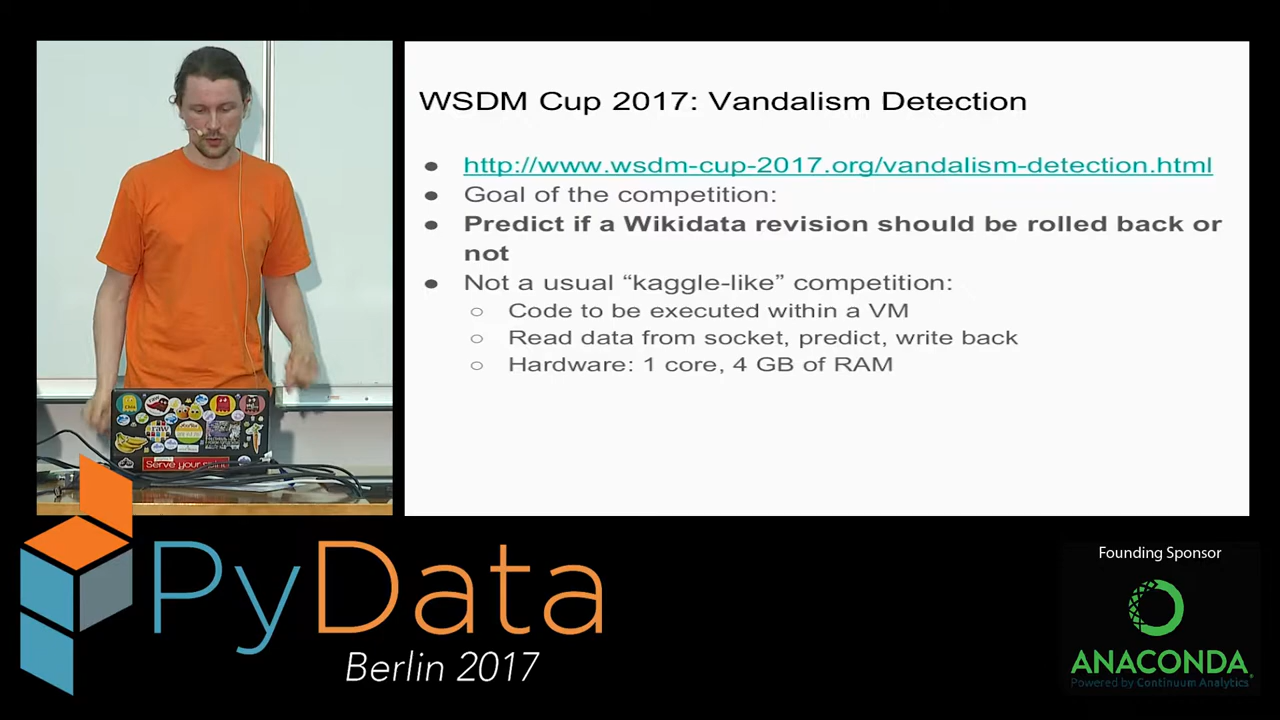 WSDM Cup 2017: Vandalism Detection
● http://www.wsdm-cup-2017.org/vandalism-detection.html
● Goal of the competition:
● Predict if a Wikidata revision should be rolled back or
not
● Not a usual “kaggle-like” competition:
○ Code to be executed within a VM
○ Read data from socket, predict, write back
○ Hardware: 1 core, 4 GB of RAM
raw
Serve your
PyData
Berlin 2017
Founding Sponsor
ANACONDA
Powered by Continuum Analytics